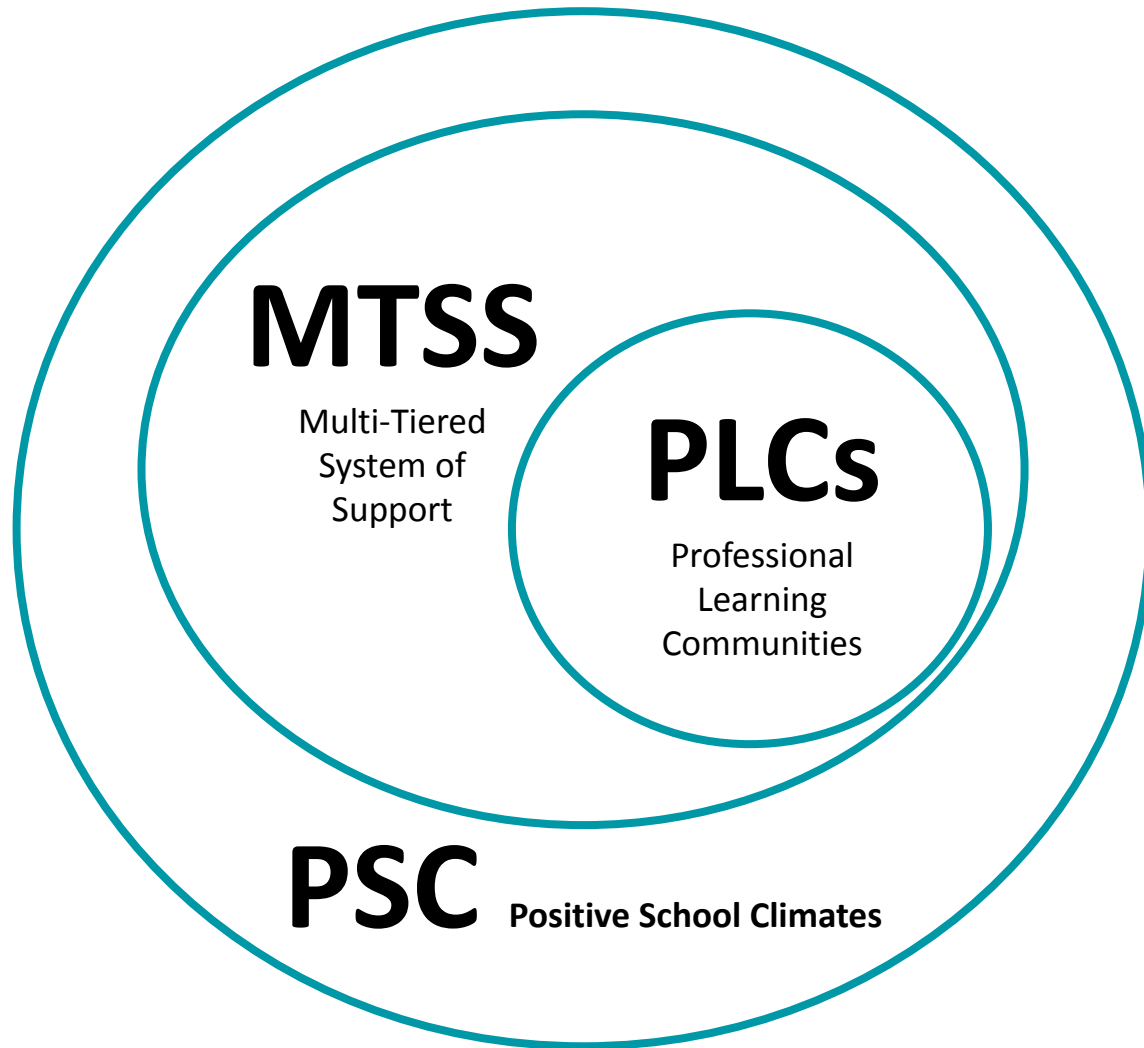 MTSS
Multi-Tiered
System of
Support
PLCs
Professional
Learning
Communities
PSC Positive School Climates